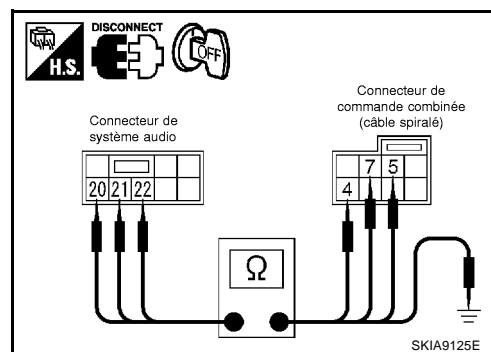 H.S.
DISCONNECT
OFF
Connecteur de
système audio
Connecteur de
commande combinée
(câble spiralé)
7 5
20 21 22
4
Ω
SKIA9125E